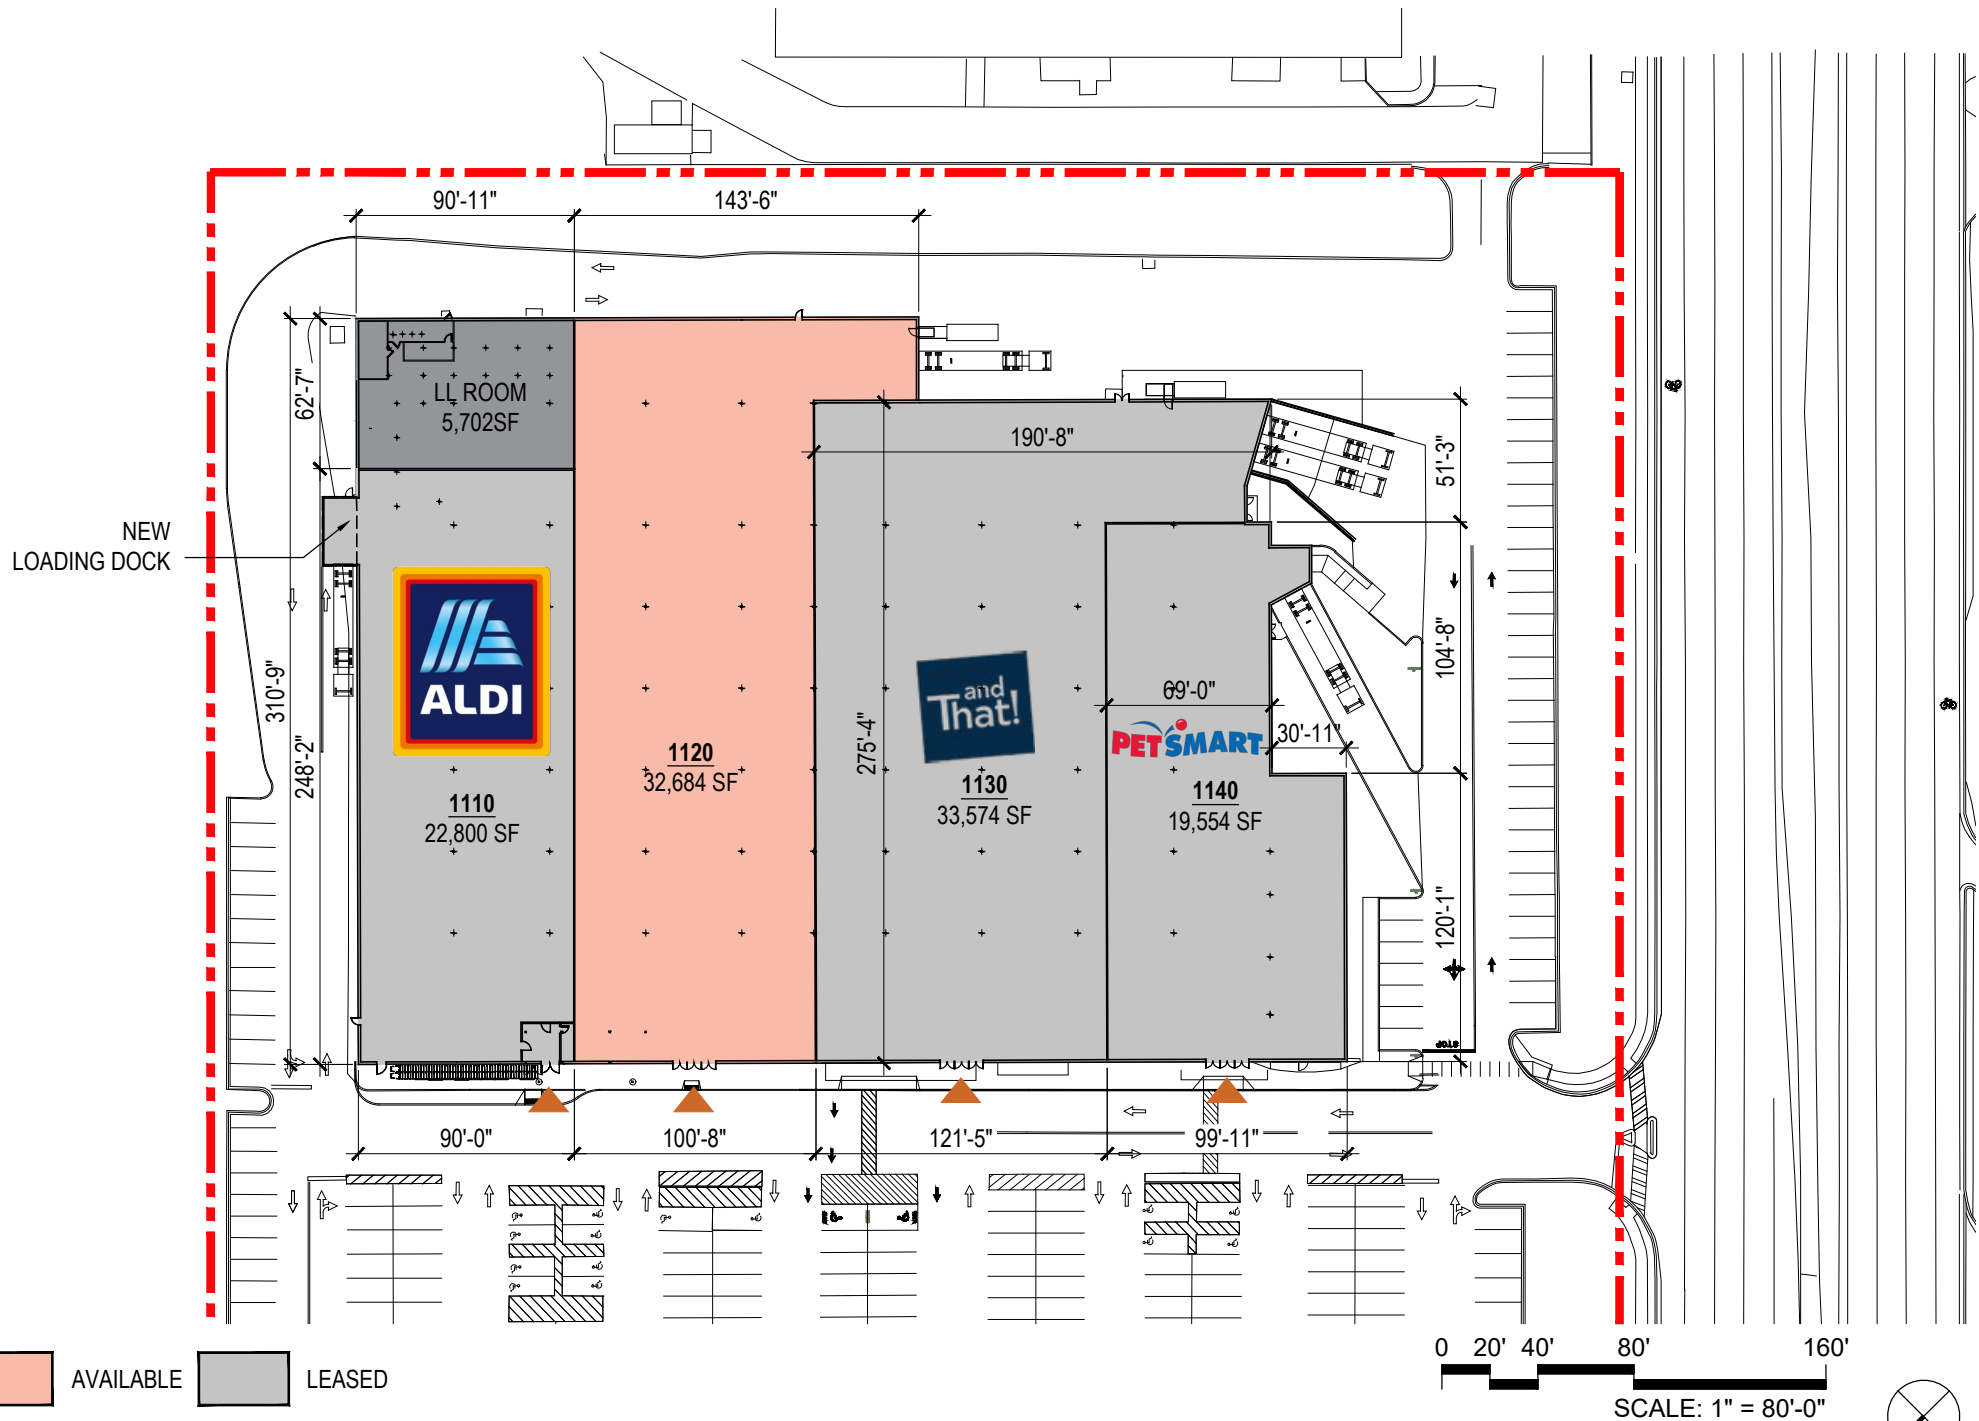 90'-11"
143'-6"
62'-7"
LL ROOM
5,702SF
190'-8"
51'-3"
NEW
LOADING DOCK
ALDI
310'-9"
248'-2"
1120
32,684 SF
275'-4"
and
That!
69'-0"
104'-8"
PETSMART
30'-11"
1110
22,800 SF
1130
33,574 SF
1140
19,554 SF
120'-1"
STOP
90'-0"
100'-8"
121'-5"
99'-11"
0 20' 40' 80' 160'
AVAILABLE
LEASED
SCALE: 1" = 80'-0"